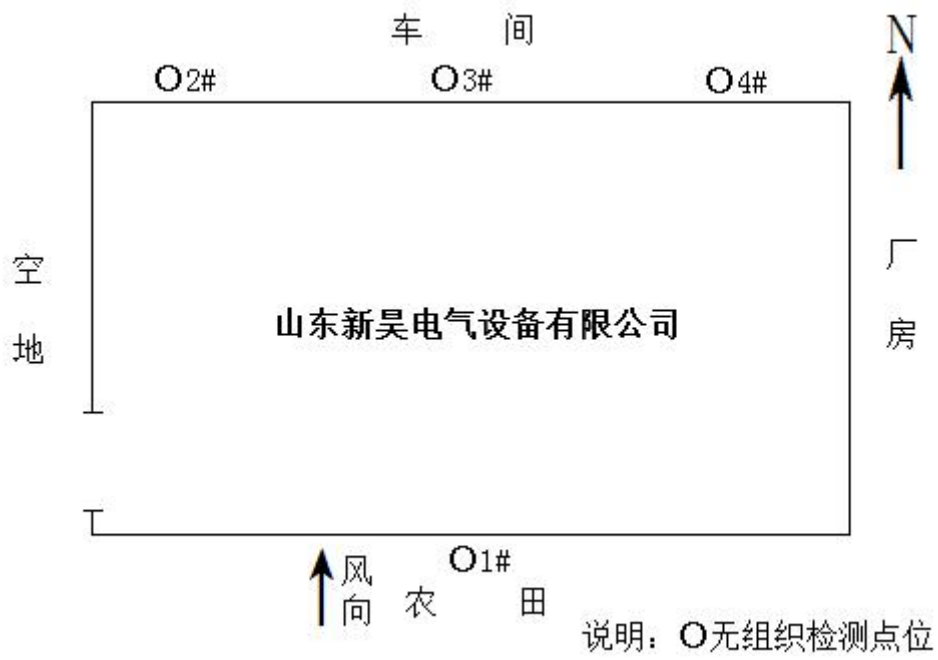 车 间
N
O2# O3# O4#
空地
厂房
山东新昊电气设备有限公司
O1#
风向
农 田
说明：O无组织检测点位